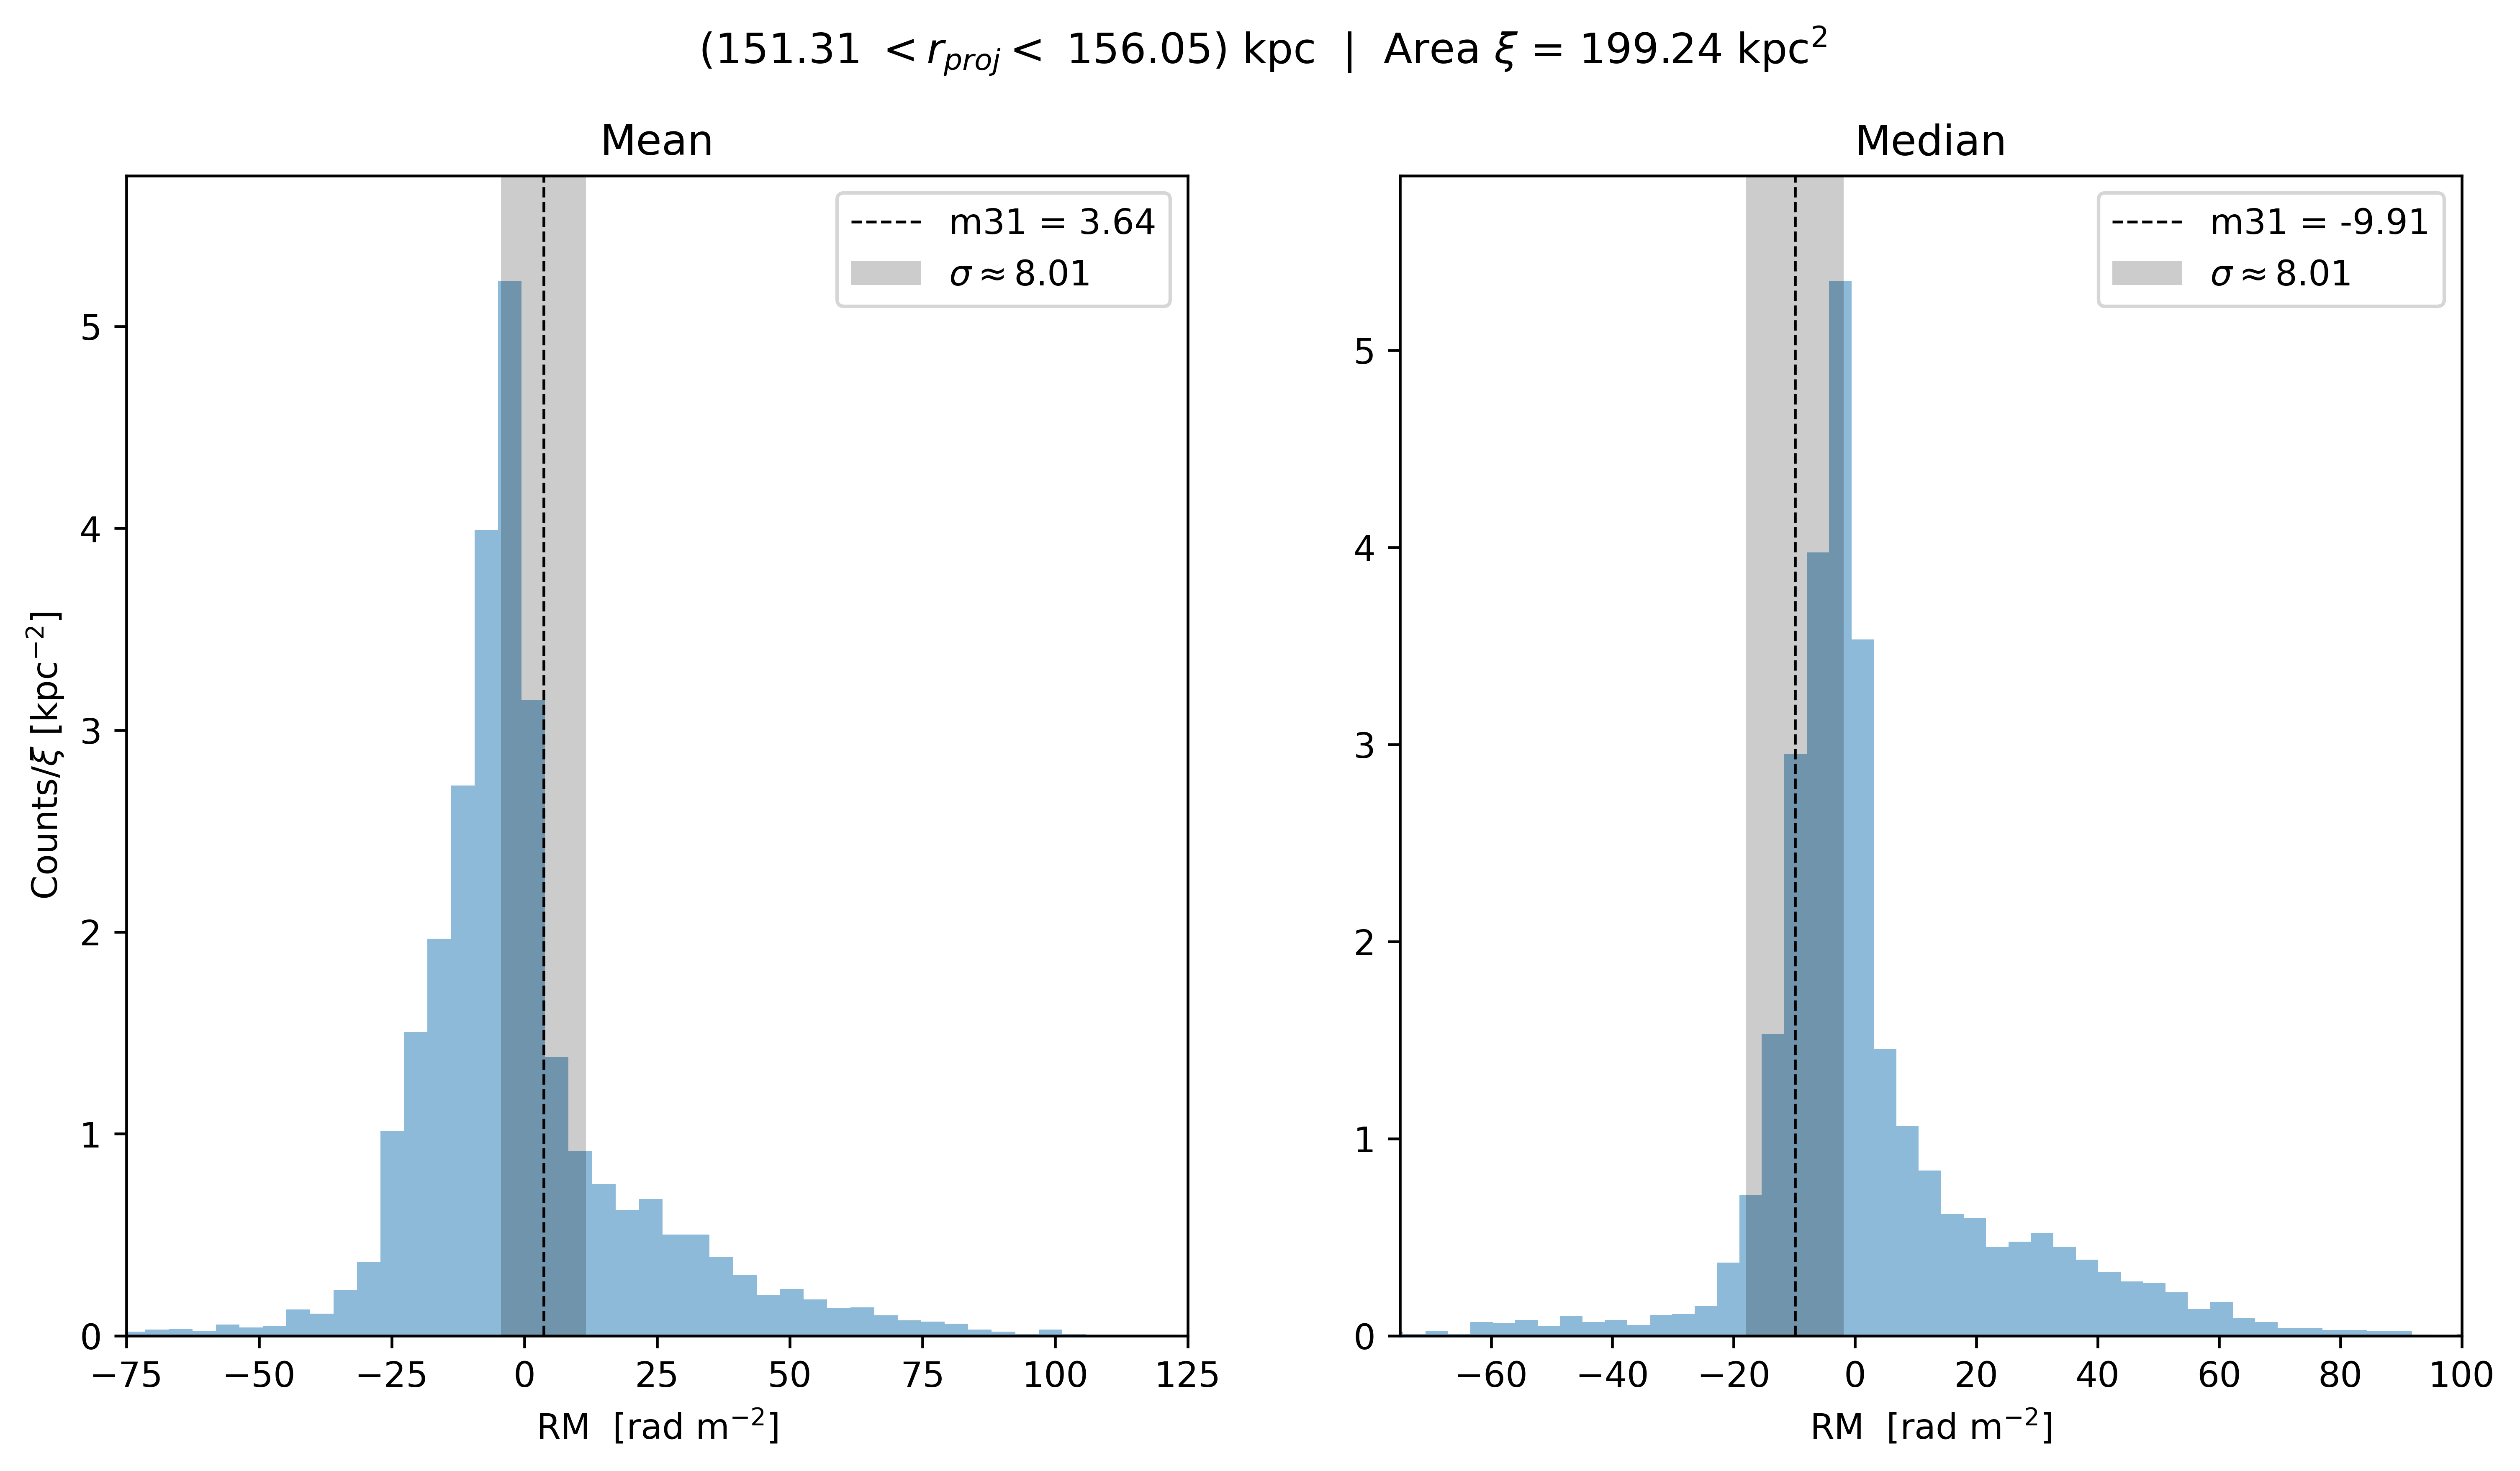 (151.31 < r_proj < 156.05) kpc | Area ξ = 199.24 kpc²
Mean
m31 = 3.64
σ ≈ 8.01
Counts/ξ [kpc⁻²]
5
4
3
2
1
0
−75 −50 −25 0 25 50 75 100 125
RM [rad m⁻²]
Median
m31 = -9.91
σ ≈ 8.01
5
4
3
2
1
0
−60 −40 −20 0 20 40 60 80 100
RM [rad m⁻²]